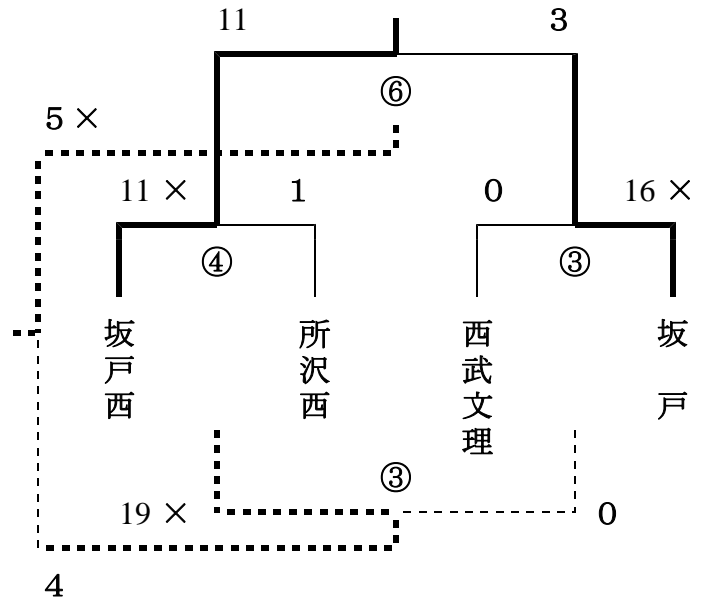 11 3
⑥
5 ×
11 × 1 0 16 ×
④ ③
坂戸西
所沢西
西武文理
坂 戸
③
19 × 0
4